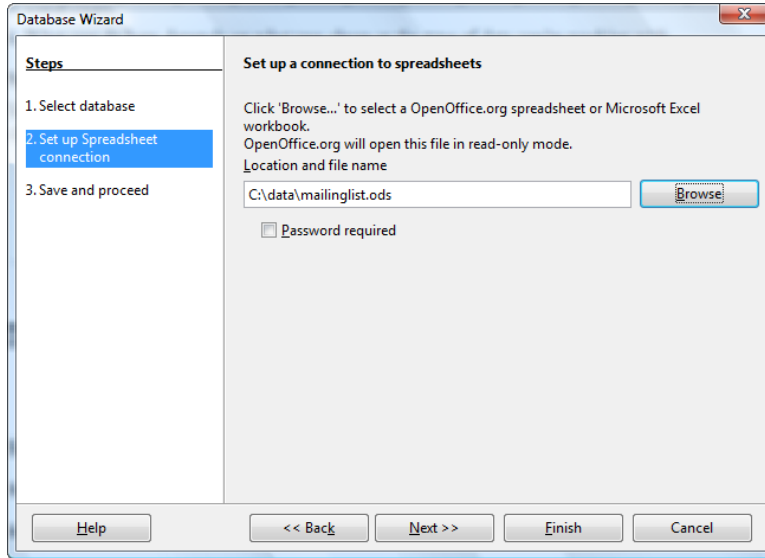 Database Wizard
Steps
1. Select database
2. Set up Spreadsheet
connection
3. Save and proceed
Set up a connection to spreadsheets
Click 'Browse...' to select a OpenOffice.org spreadsheet or Microsoft Excel
workbook.
OpenOffice.org will open this file in read-only mode.
Location and file name
C:\data\mailinglist.ods
Browse
Password required
Help
<< Back
Next >>
Finish
Cancel